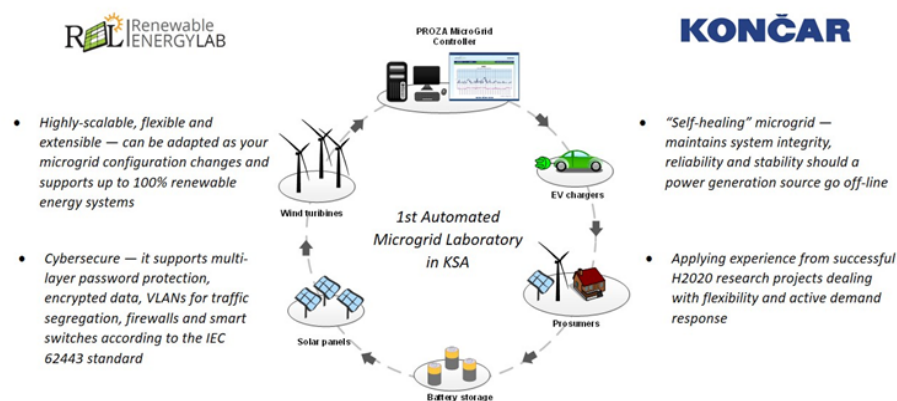 REL Renewable
ENERGYLAB
PROZA MicroGrid
Controller
KONČAR
• Highly-scalable, flexible and
extensible — can be adapted as your
microgrid configuration changes and
supports up to 100% renewable
energy systems
• Cybersecure — it supports multi-
layer password protection,
encrypted data, VLANs for traffic
segregation, firewalls and smart
switches according to the IEC
62443 standard
Wind turibines
EV chargers
1st Automated
Microgrid Laboratory
in KSA
Solar panels
Prosumers
Battery storage
• “Self-healing” microgrid —
maintains system integrity,
reliability and stability should a
power generation source go off-line
• Applying experience from successful
H2020 research projects dealing
with flexibility and active demand
response